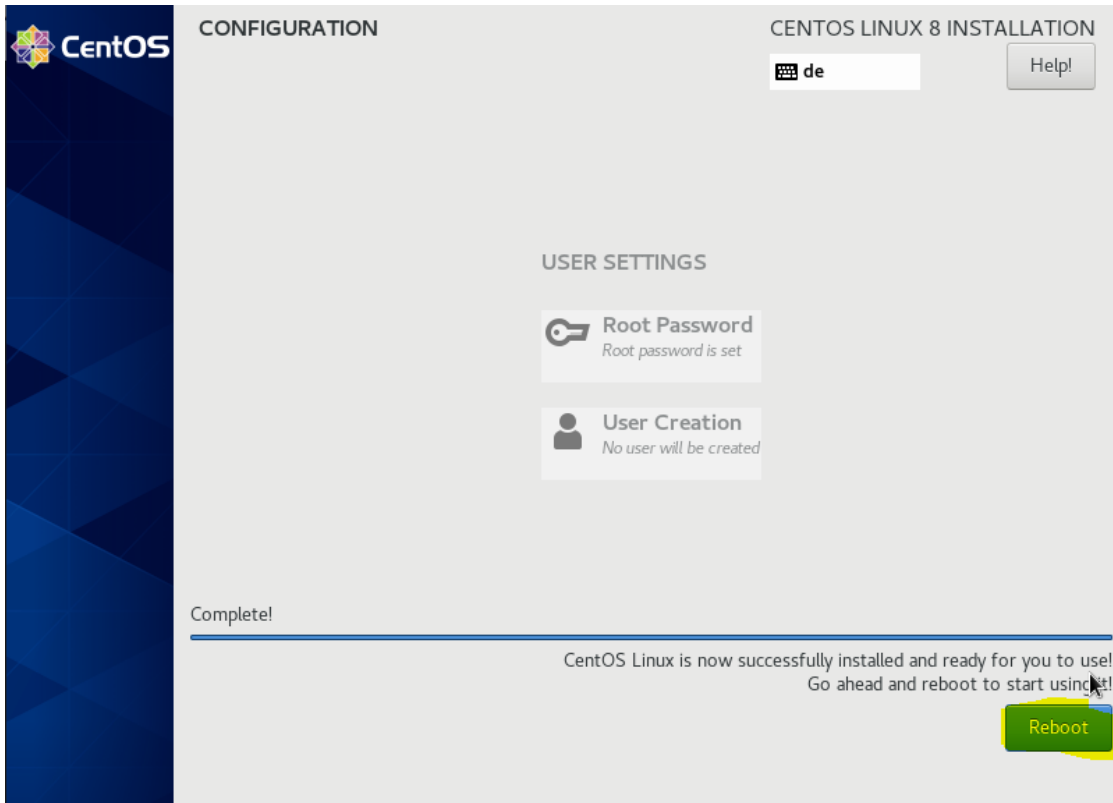 CentOS
CONFIGURATION
CENTOS LINUX 8 INSTALLATION
de
Help!
USER SETTINGS
Root Password
Root password is set
User Creation
No user will be created
Complete!
CentOS Linux is now successfully installed and ready for you to use!
Go ahead and reboot to start using it!
Reboot